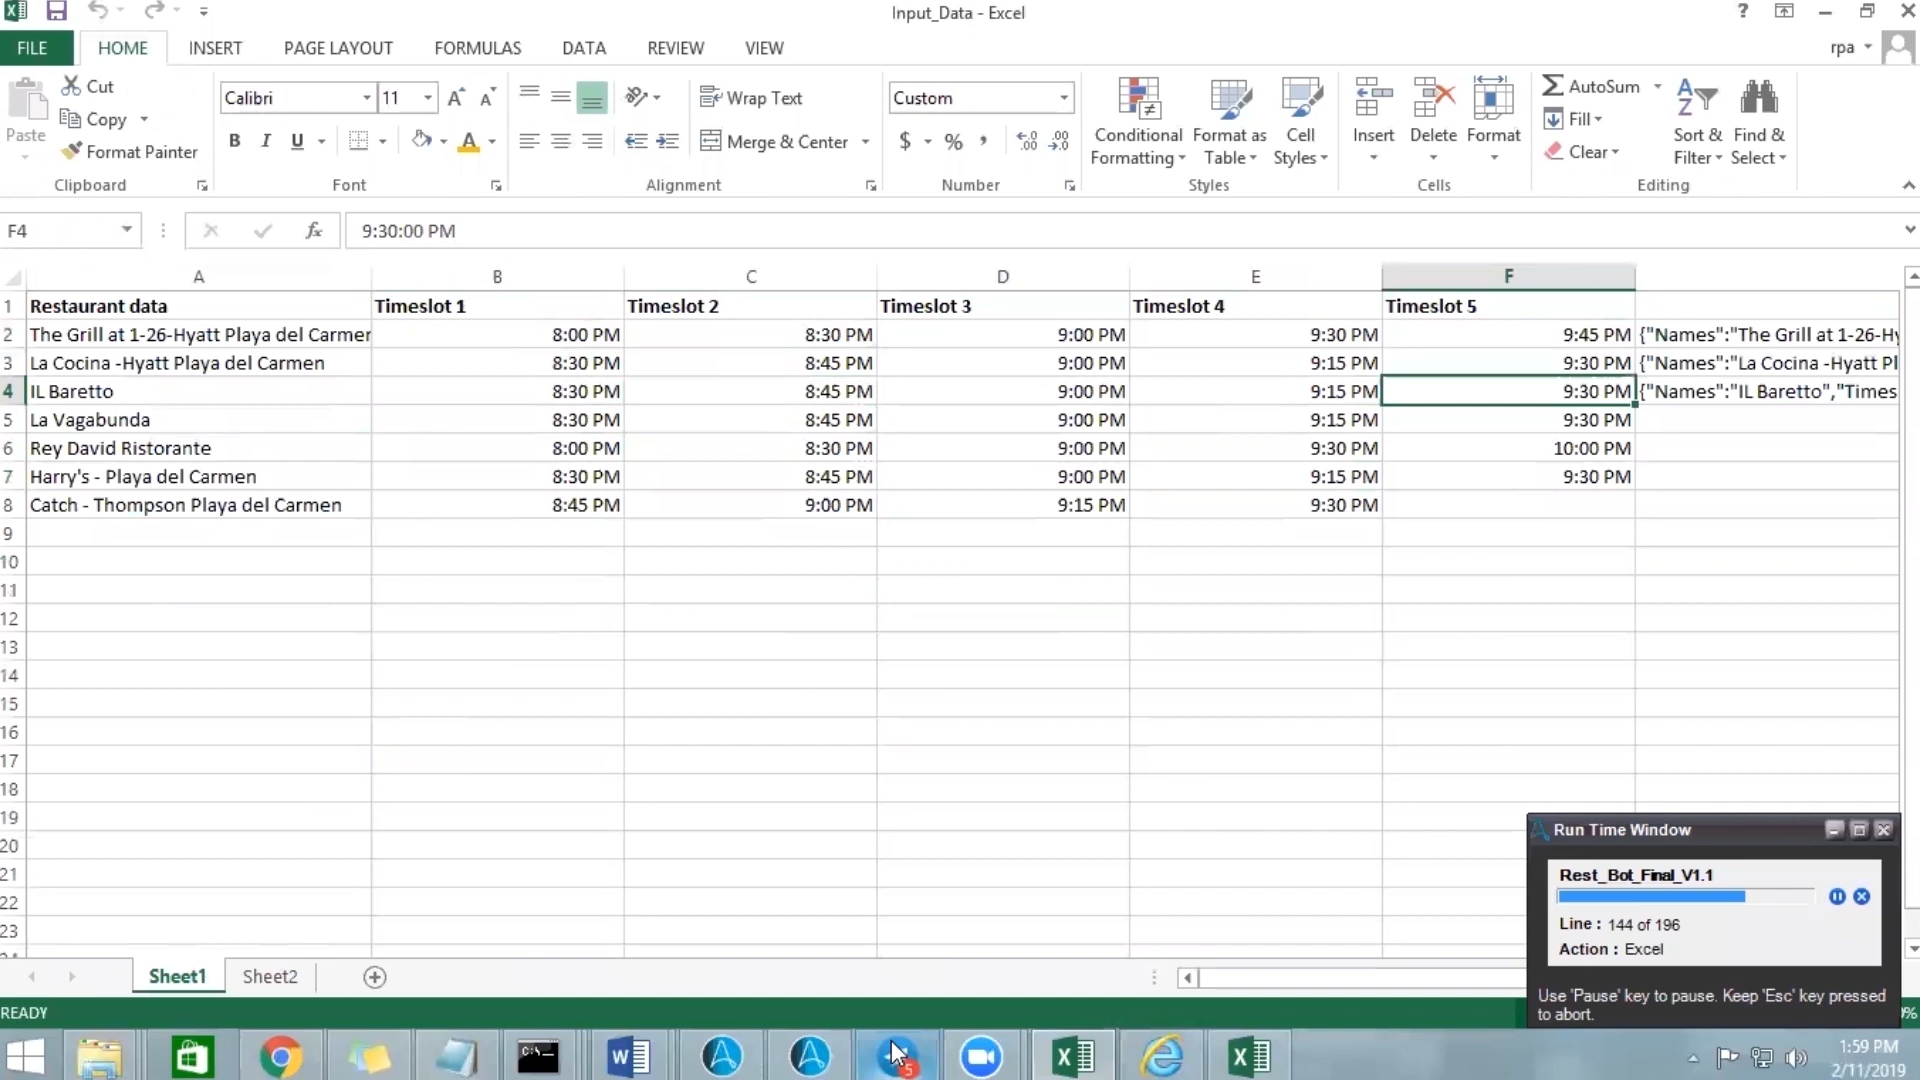 Input_Data - Excel
?
FILE HOME INSERT PAGE LAYOUT FORMULAS DATA REVIEW VIEW rpa
Paste
Cut
Copy
Format Painter
Clipboard
Calibri 11
B I U
Font
Wrap Text
Merge & Center
Alignment
Custom
$ % ,
Number
Conditional Formatting
Format as Table
Cell Styles
Styles
Insert
Delete
Format
Cells
AutoSum
Fill
Clear
Sort & Filter
Find & Select
Editing
F4 fx 9:30:00 PM
A B C D E F
1 Restaurant data Timeslot 1 Timeslot 2 Timeslot 3 Timeslot 4 Timeslot 5
2 The Grill at 1-26-Hyatt Playa del Carmen 8:00 PM 8:30 PM 9:00 PM 9:30 PM 9:45 PM {"Names":"The Grill at 1-26-Hy
3 La Cocina -Hyatt Playa del Carmen 8:30 PM 8:45 PM 9:00 PM 9:15 PM 9:30 PM {"Names":"La Cocina -Hyatt Pl
4 IL Baretto 8:30 PM 8:45 PM 9:00 PM 9:15 PM 9:30 PM {"Names":"IL Baretto","Times
5 La Vagabunda 8:30 PM 8:45 PM 9:00 PM 9:15 PM 9:30 PM
6 Rey David Ristorante 8:00 PM 8:30 PM 9:00 PM 9:30 PM 10:00 PM
7 Harry's - Playa del Carmen 8:30 PM 8:45 PM 9:00 PM 9:15 PM 9:30 PM
8 Catch - Thompson Playa del Carmen 8:45 PM 9:00 PM 9:15 PM 9:30 PM
9
10
11
12
13
14
15
16
17
18
19
20
21
22
23
Run Time Window
Rest_Bot_Final_V1.1
Line : 144 of 196
Action : Excel
Use 'Pause' key to pause. Keep 'Esc' key pressed
to abort.
Sheet1 Sheet2
READY
1:59 PM
2/11/2019